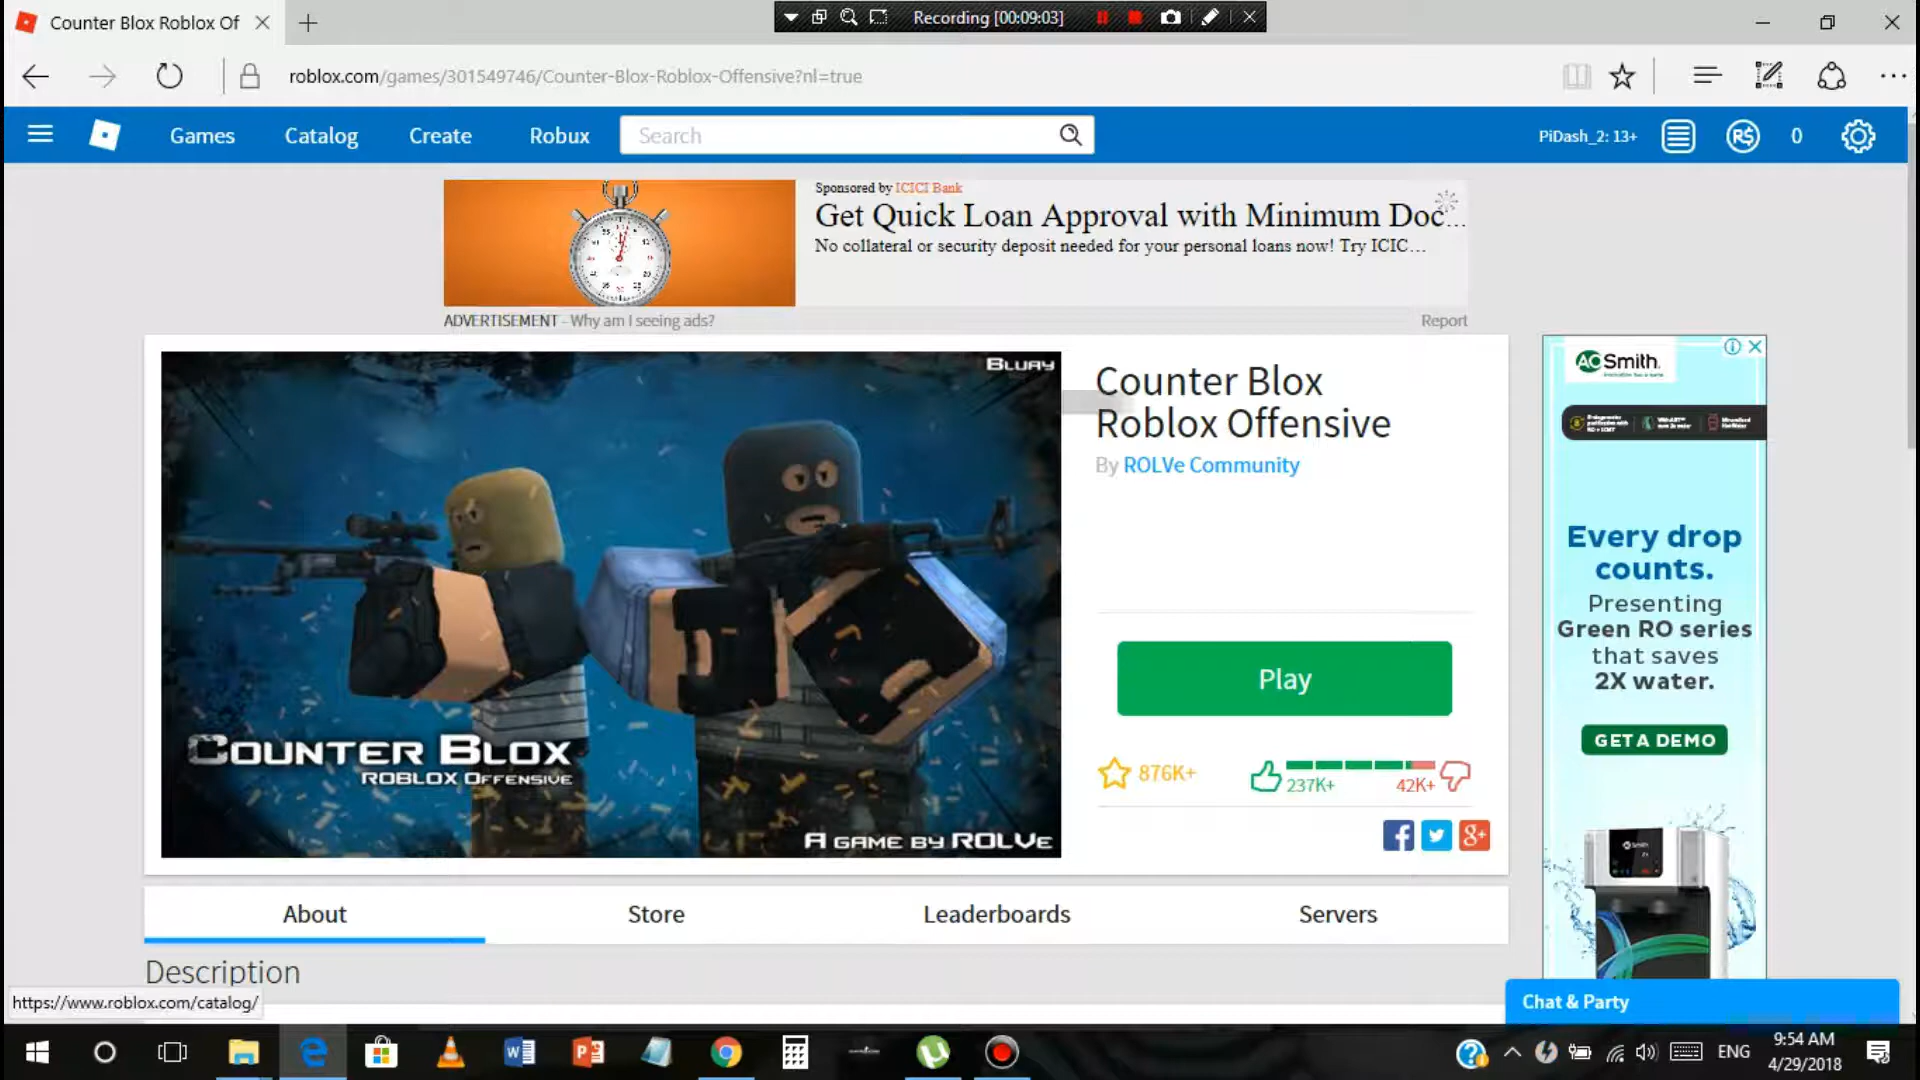 Counter Blox Roblox Of
Recording [00:09:03]
roblox.com/games/301549746/Counter-Blox-Roblox-Offensive?nl=true
Games
Catalog
Create
Robux
Search
PiDash_2: 13+
R$
0
Sponsored by ICICI Bank
Get Quick Loan Approval with Minimum Doc...
No collateral or security deposit needed for your personal loans now! Try ICIC...
ADVERTISEMENT - Why am I seeing ads?
Report
BLURY
COUNTER BLOX
ROBLOX OFFENSIVE
A GAME BY ROLVE
Counter Blox
Roblox Offensive
By ROLVe Community
Play
876K+
237K+
42K+
AO Smith.
Every drop
counts.
Presenting
Green RO series
that saves
2X water.
GET A DEMO
About
Store
Leaderboards
Servers
Description
https://www.roblox.com/catalog/
Chat & Party
ENG
9:54 AM
4/29/2018